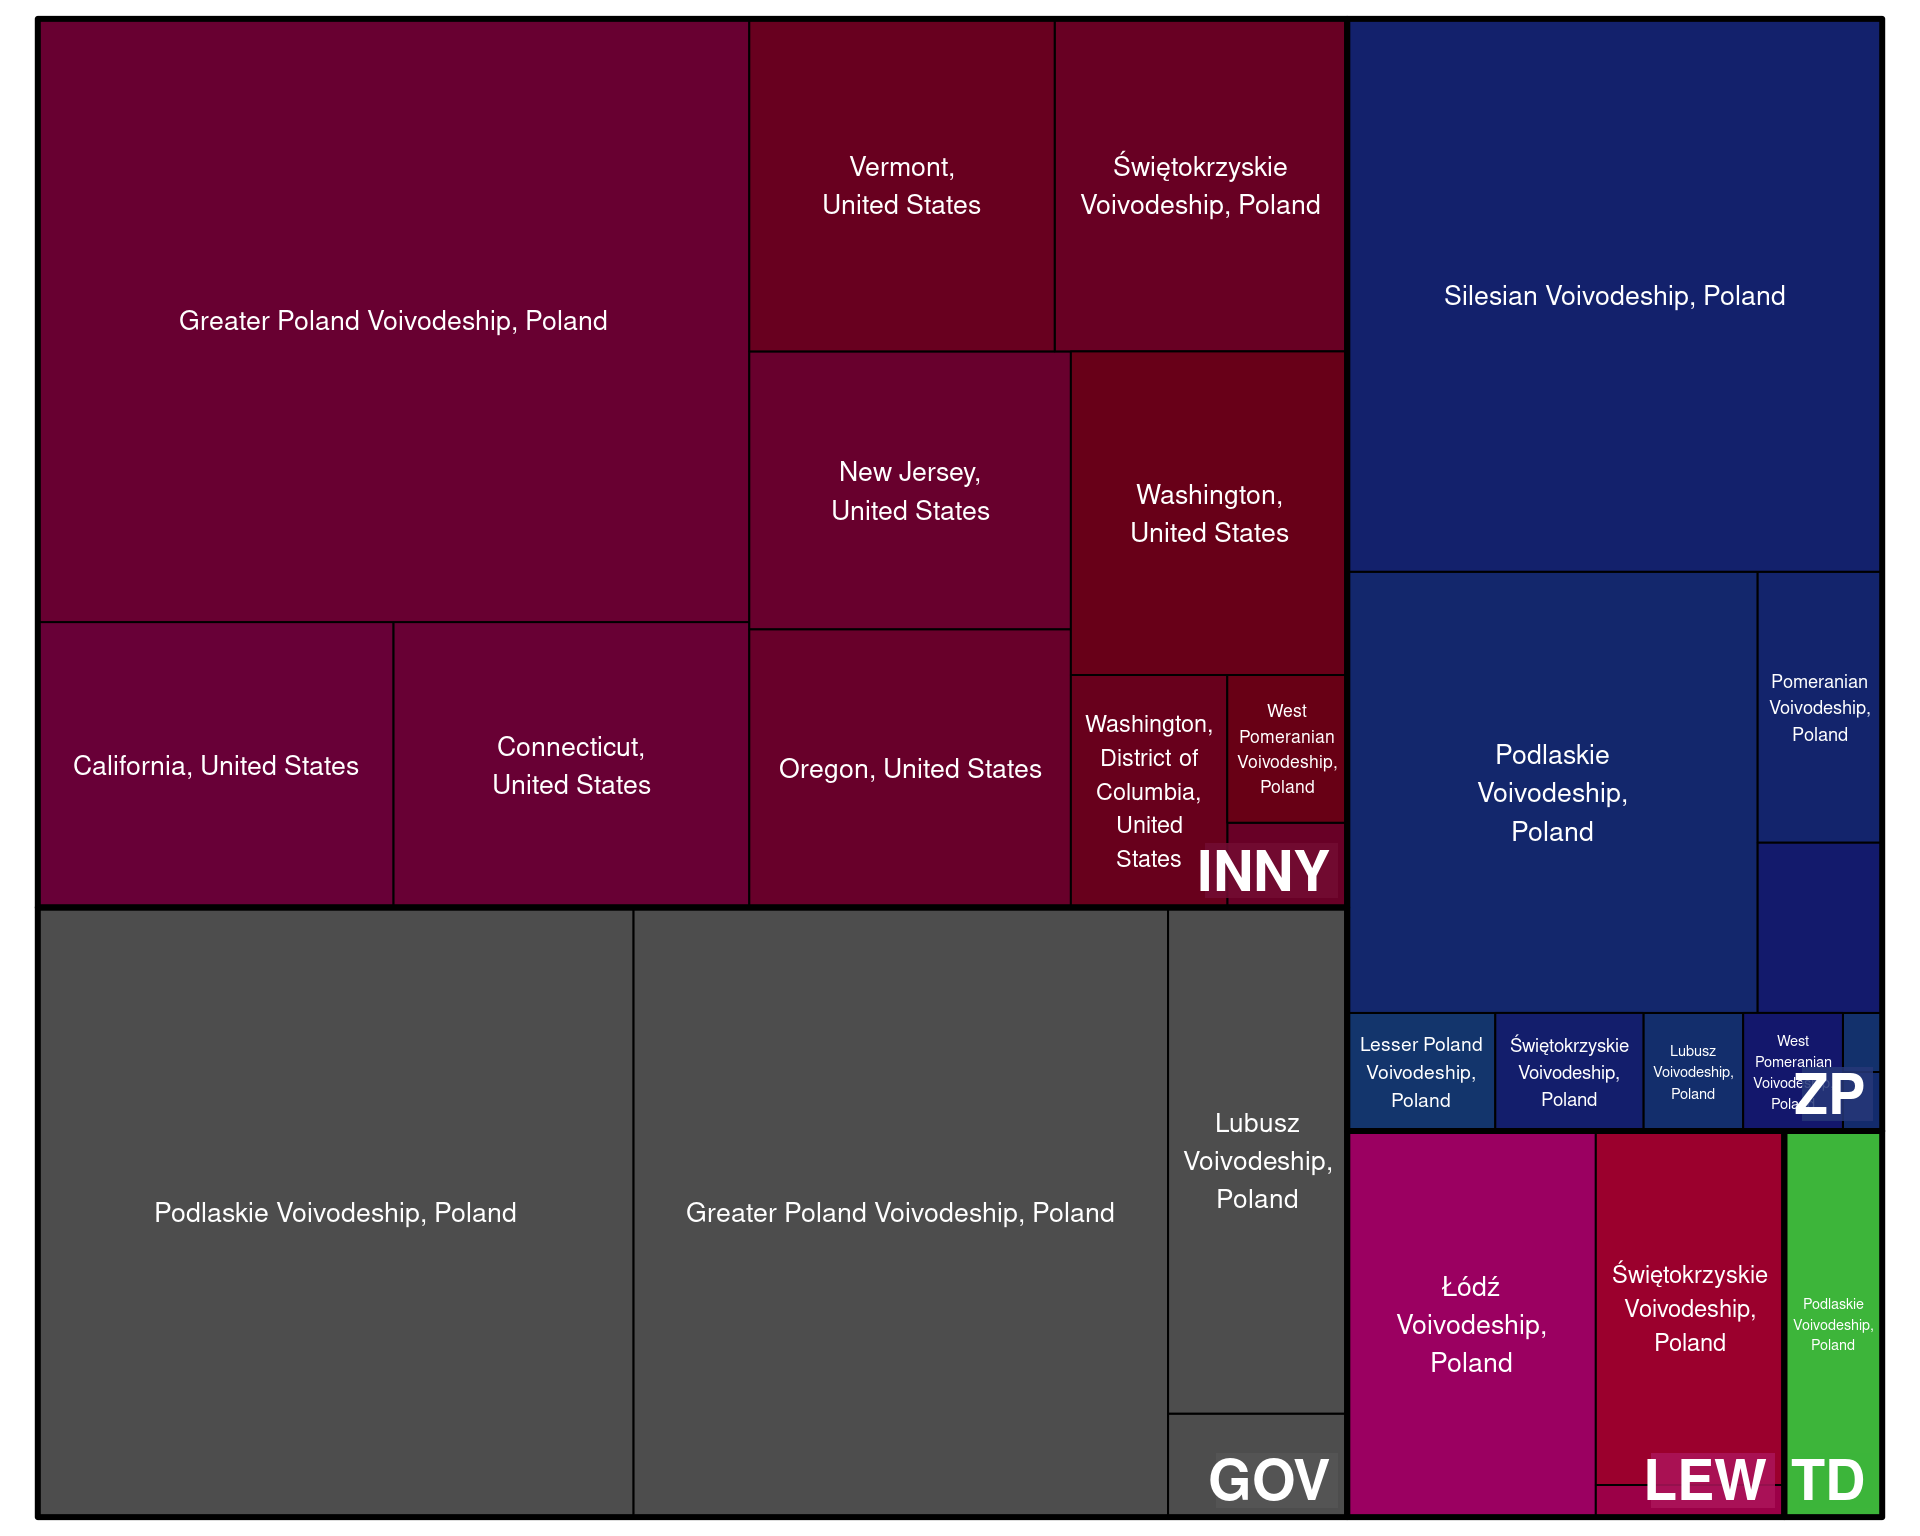 Greater Poland Voivodeship, Poland
Vermont,
United States
Świętokrzyskie
Voivodeship, Poland
New Jersey,
United States
Washington,
United States
California, United States
Connecticut,
United States
Oregon, United States
Washington,
District of
Columbia,
United
States
West
Pomeranian
Voivodeship,
Poland
INNY
Silesian Voivodeship, Poland
Podlaskie
Voivodeship,
Poland
Pomeranian
Voivodeship,
Poland
Lesser Poland
Voivodeship,
Poland
Świętokrzyskie
Voivodeship,
Poland
Lubusz
Voivodeship,
Poland
West
Pomeranian
ZP
Podlaskie Voivodeship, Poland
Greater Poland Voivodeship, Poland
Lubusz
Voivodeship,
Poland
GOV
Łódź
Voivodeship,
Poland
Świętokrzyskie
Voivodeship,
Poland
LEW
Podlaskie
Voivodeship,
Poland
TD